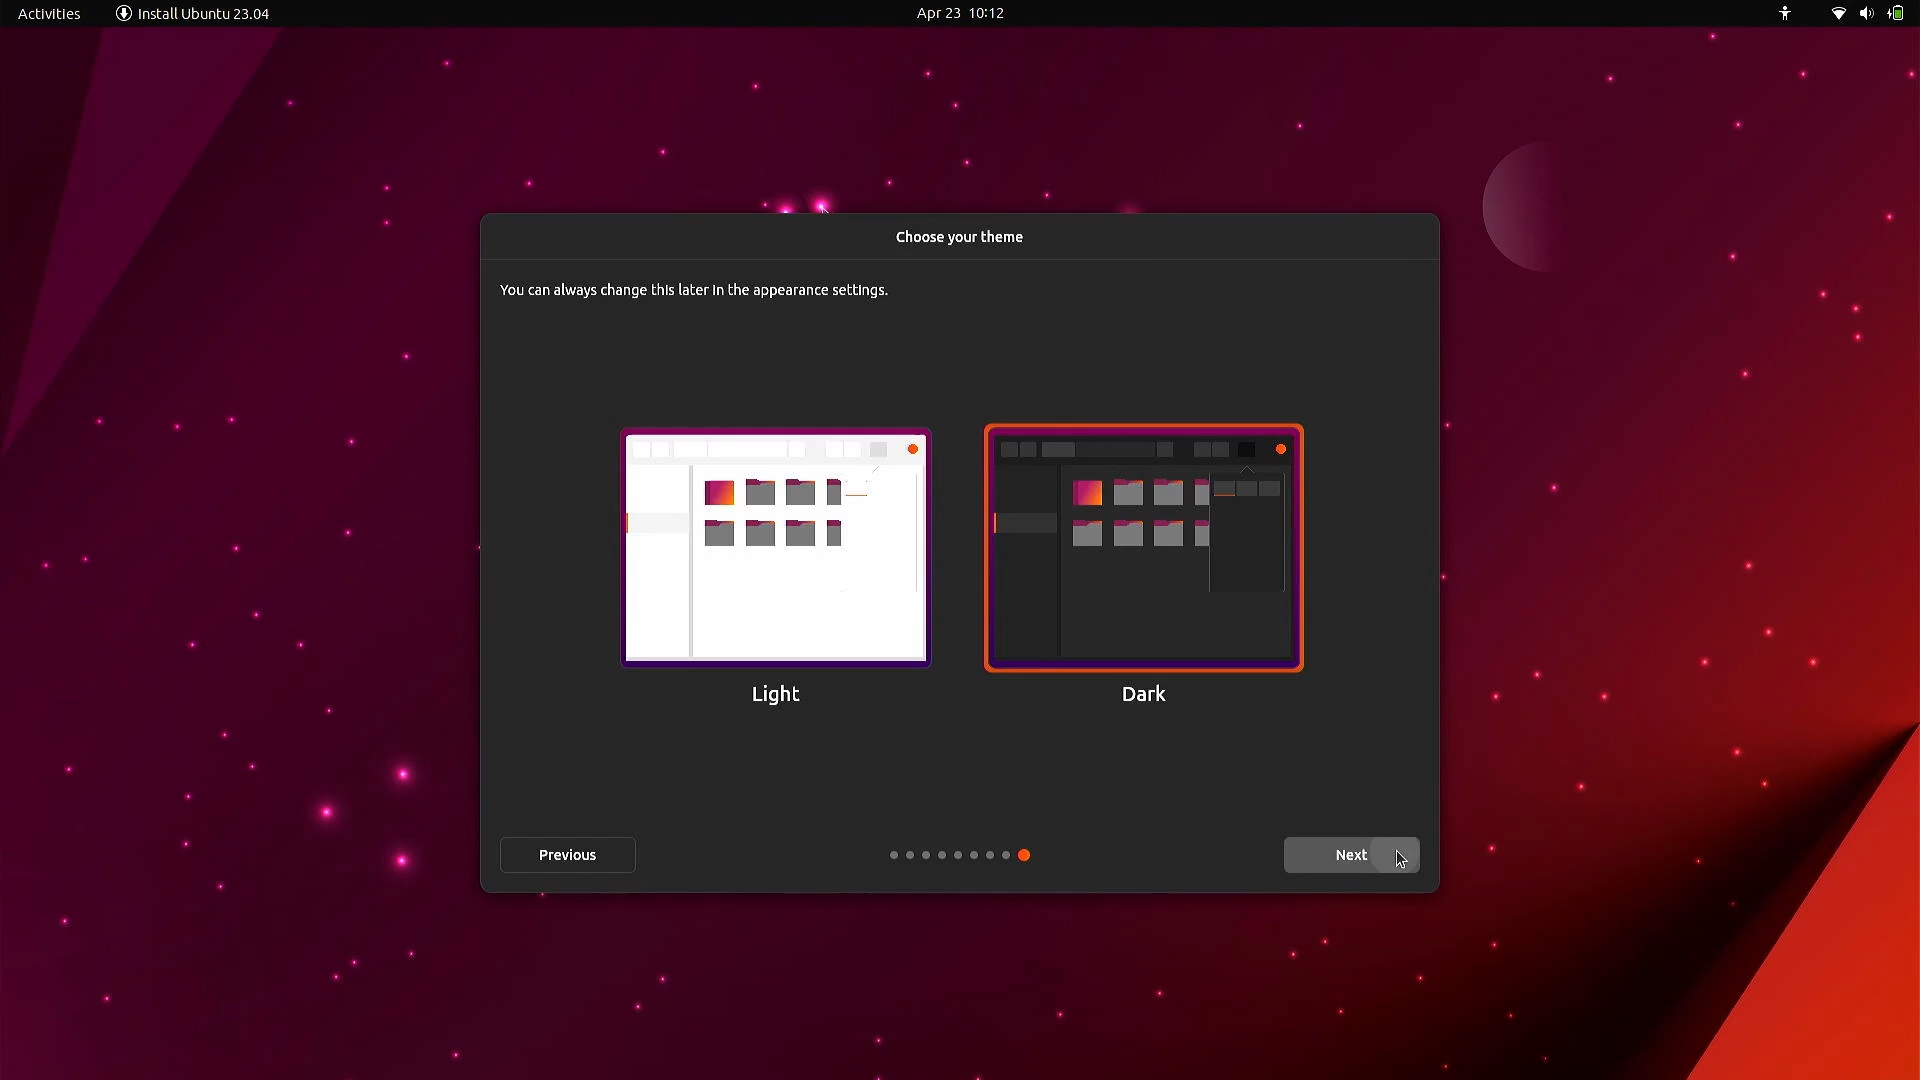 Activities
Install Ubuntu 23.04
Apr 23 10:12
Choose your theme
You can always change this later in the appearance settings.
Light
Dark
Previous
Next